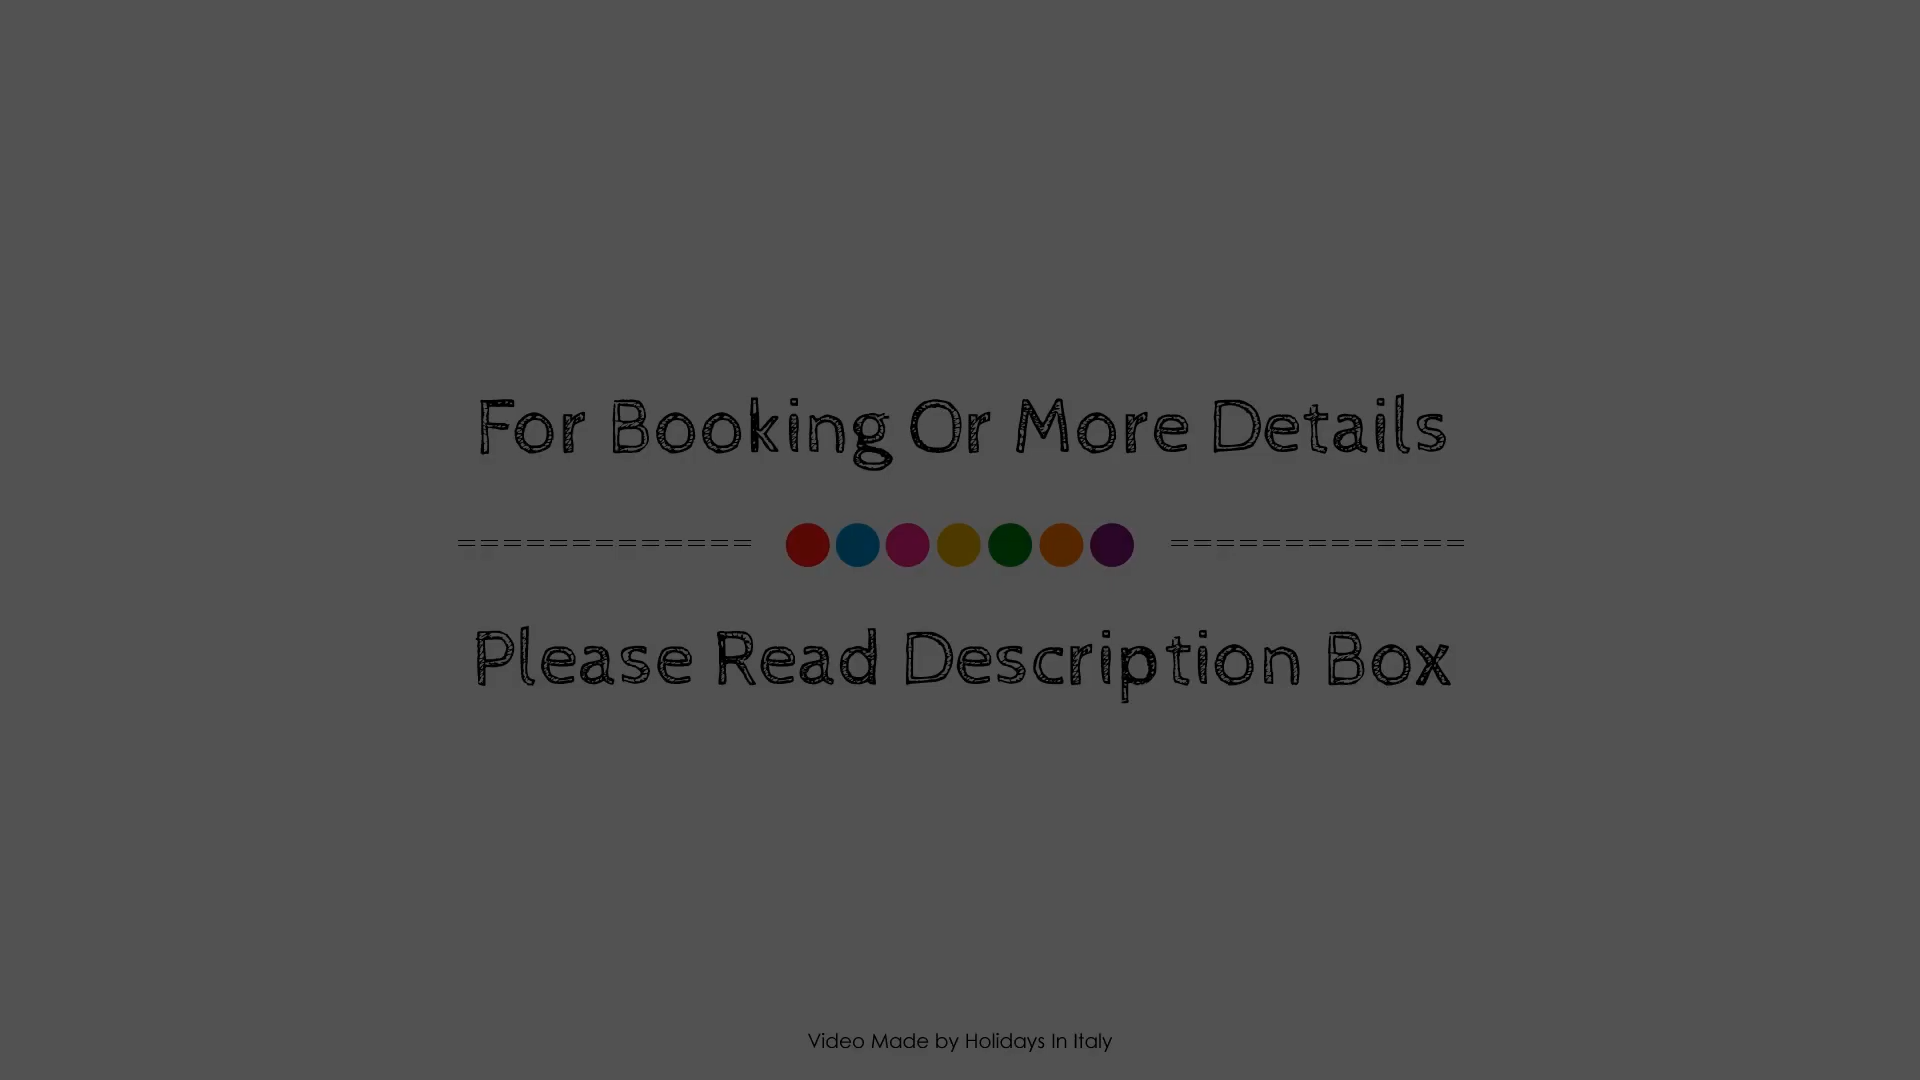 For Booking Or More Details
============= =============
Please Read Description Box
Video Made by Holidays In Italy